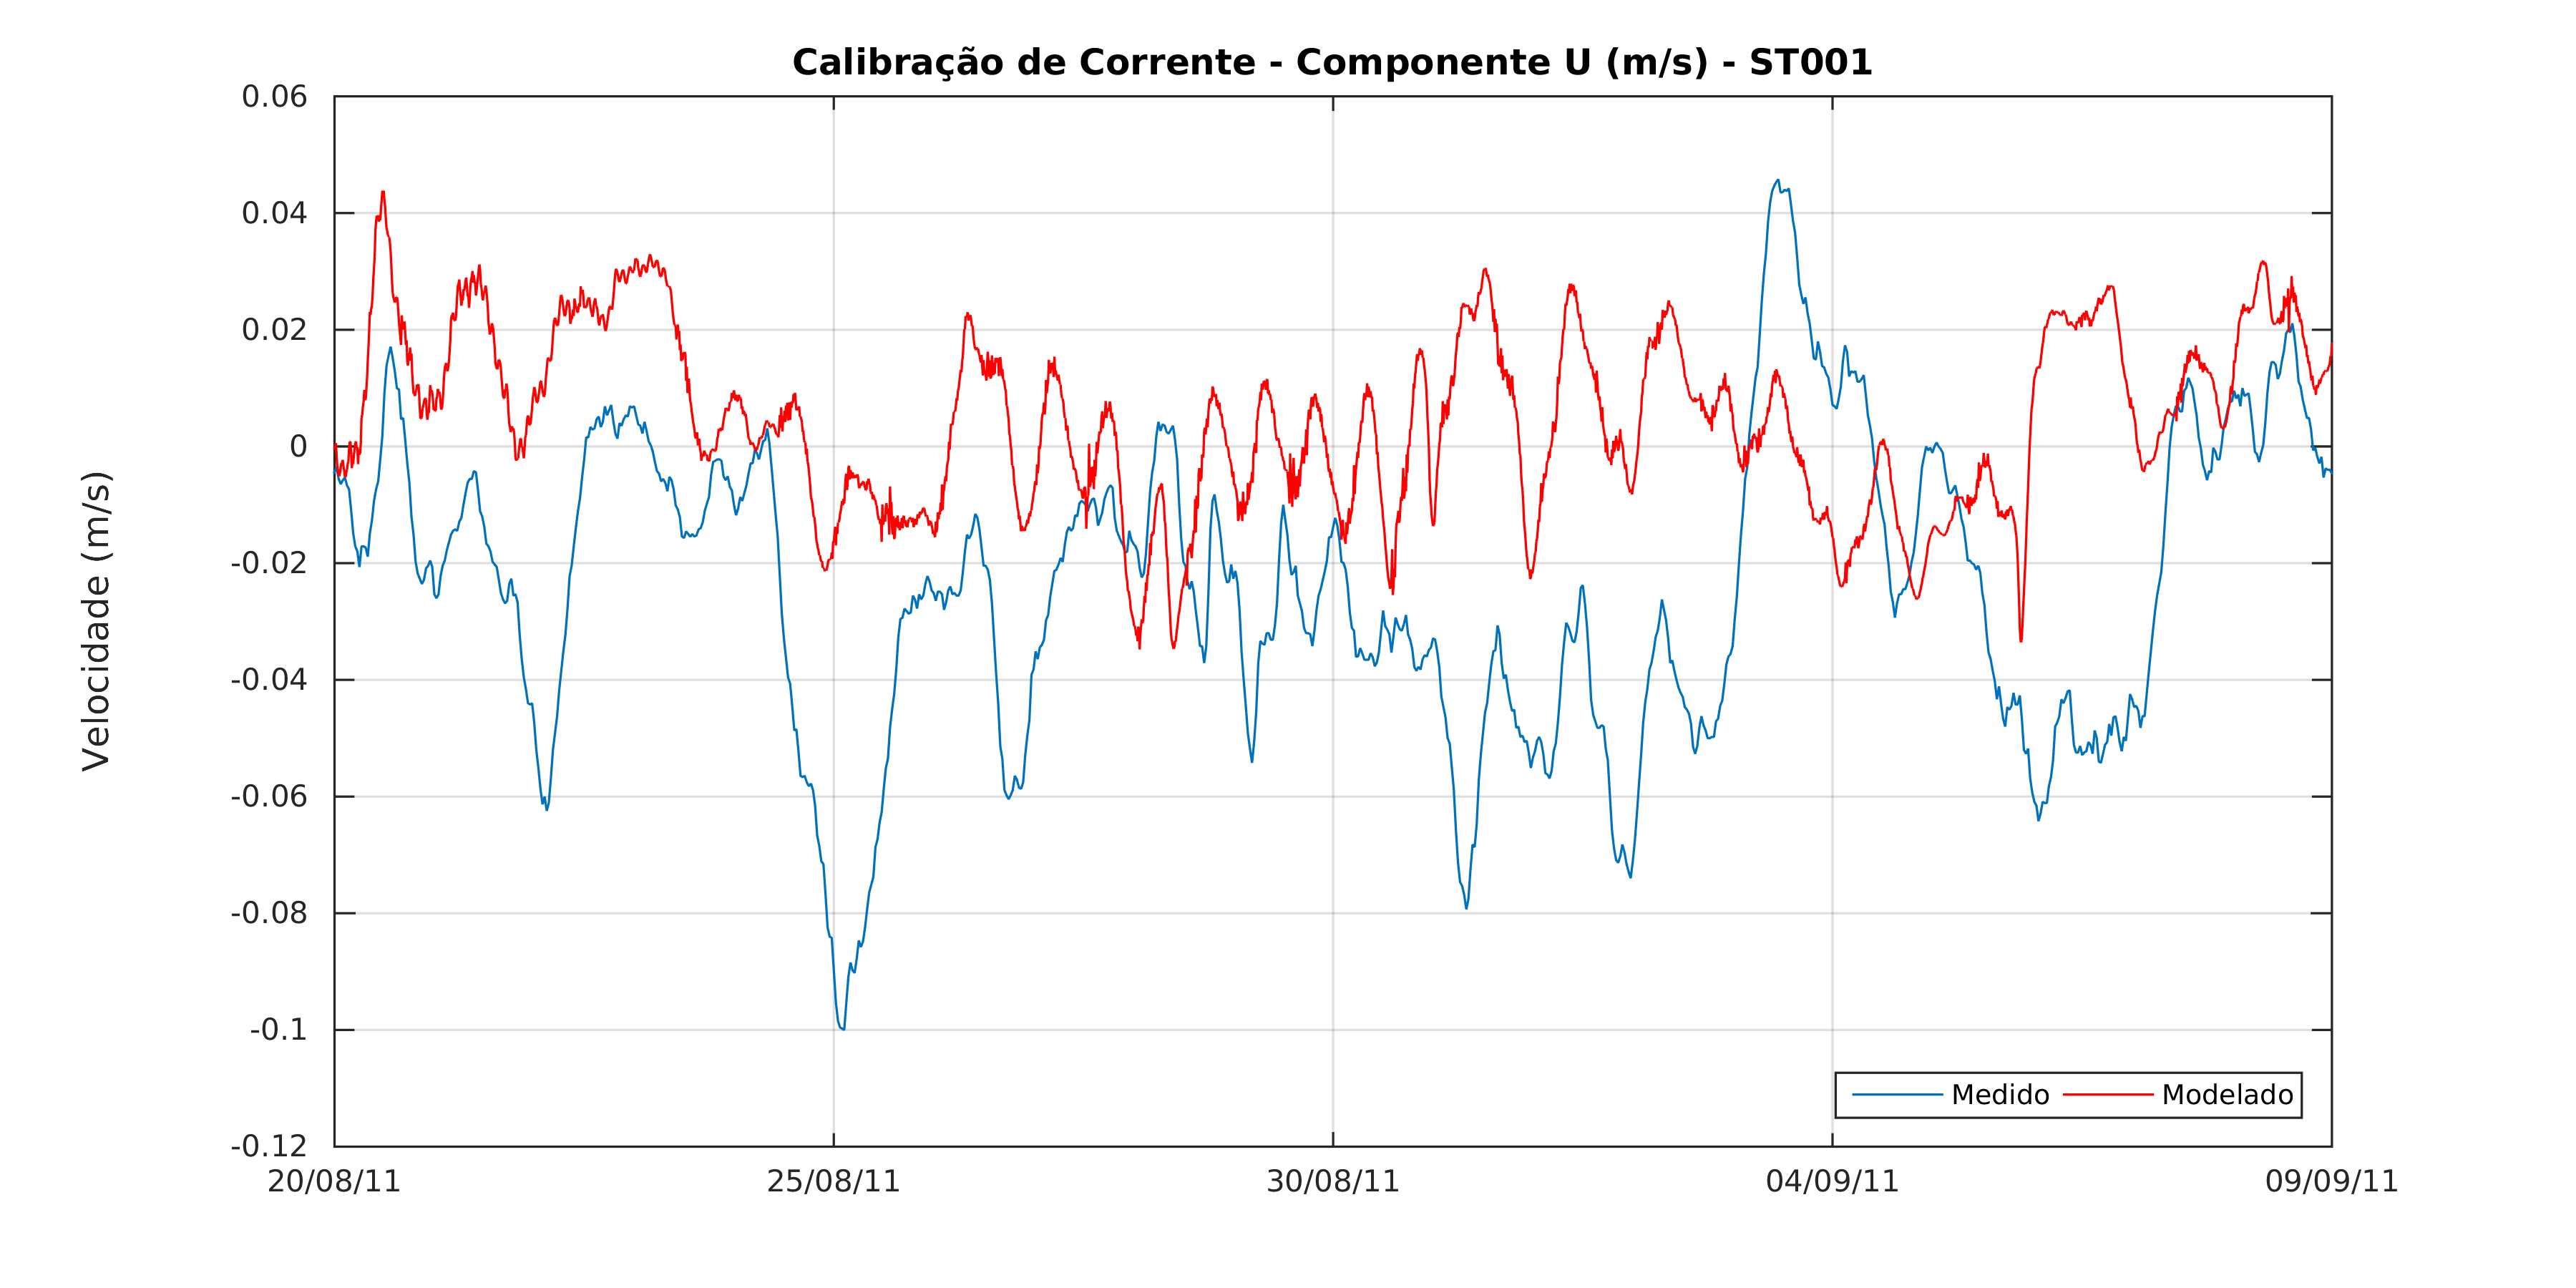 Calibração de Corrente - Componente U (m/s) - ST001
0.06
0.04
0.02
0
-0.02
-0.04
-0.06
-0.08
-0.1
-0.12
Velocidade (m/s)
20/08/11 25/08/11 30/08/11 04/09/11 09/09/11
Medido Modelado